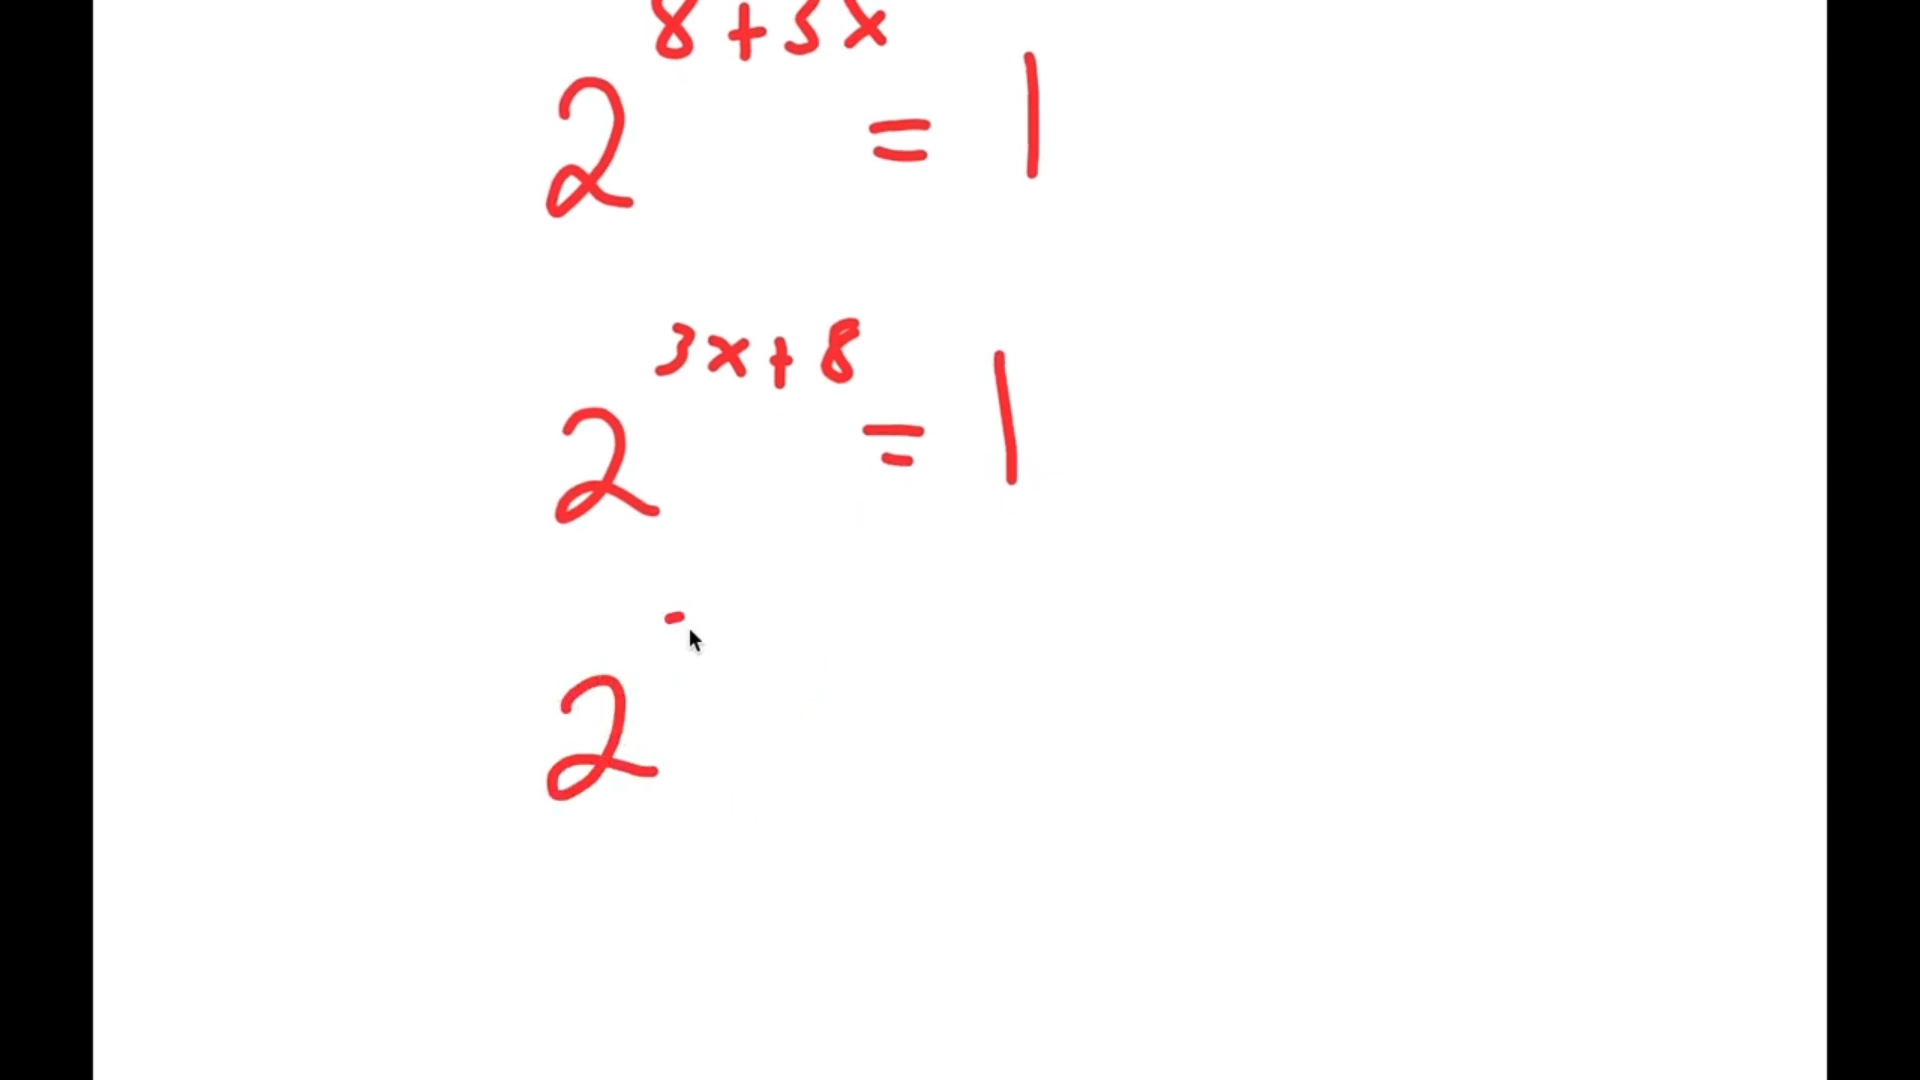 2^{8+3x} = 1
2^{3x+8} = 1
2^{-